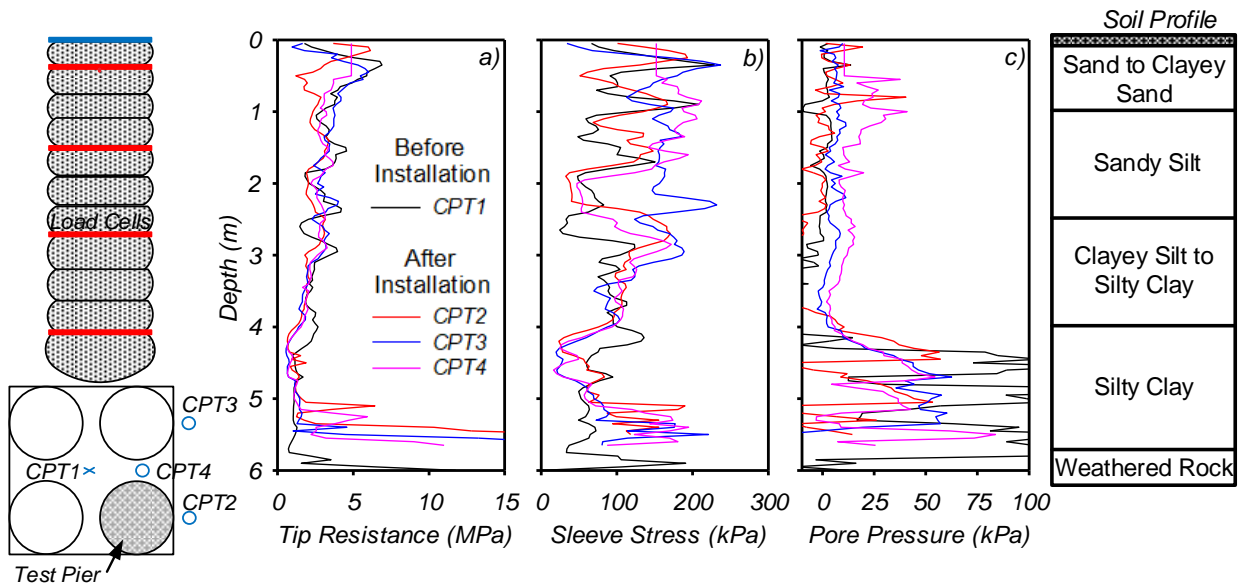 Load Cells
CPT3
CPT1
CPT4
CPT2
Test Pier
Depth (m)
0
1
2
3
4
5
6
a)
Before
Installation
CPT1
After
Installation
CPT2
CPT3
CPT4
0
5
10
15
Tip Resistance (MPa)
b)
0
100
200
300
Sleeve Stress (kPa)
c)
0
25
50
75
100
Pore Pressure (kPa)
Soil Profile
Sand to Clayey
Sand
Sandy Silt
Clayey Silt to
Silty Clay
Silty Clay
Weathered Rock